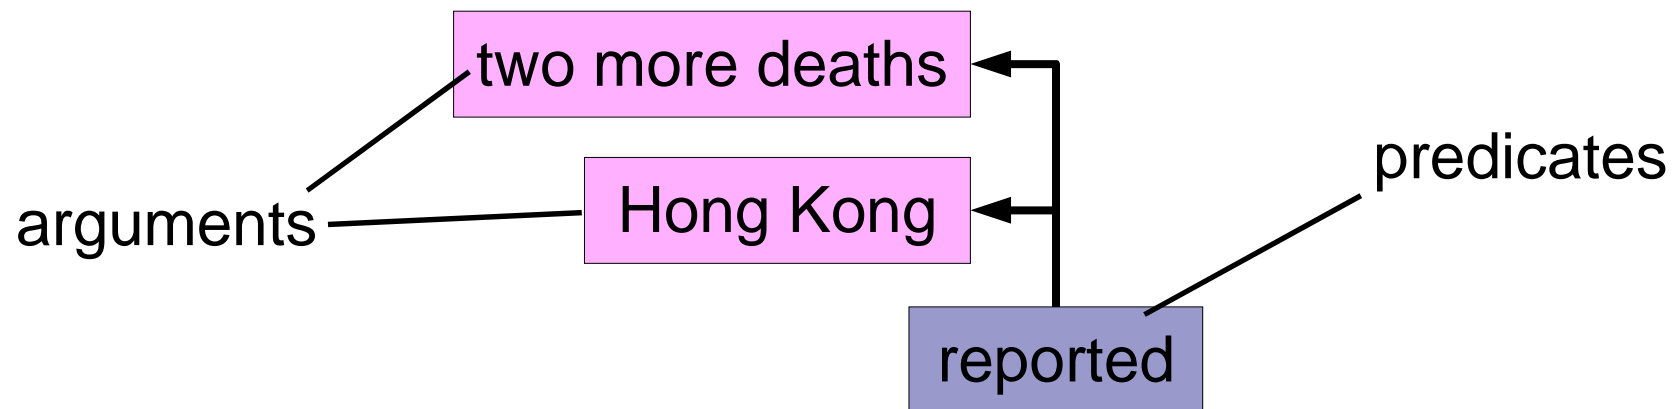 two more deaths
predicates
Hong Kong
arguments
reported